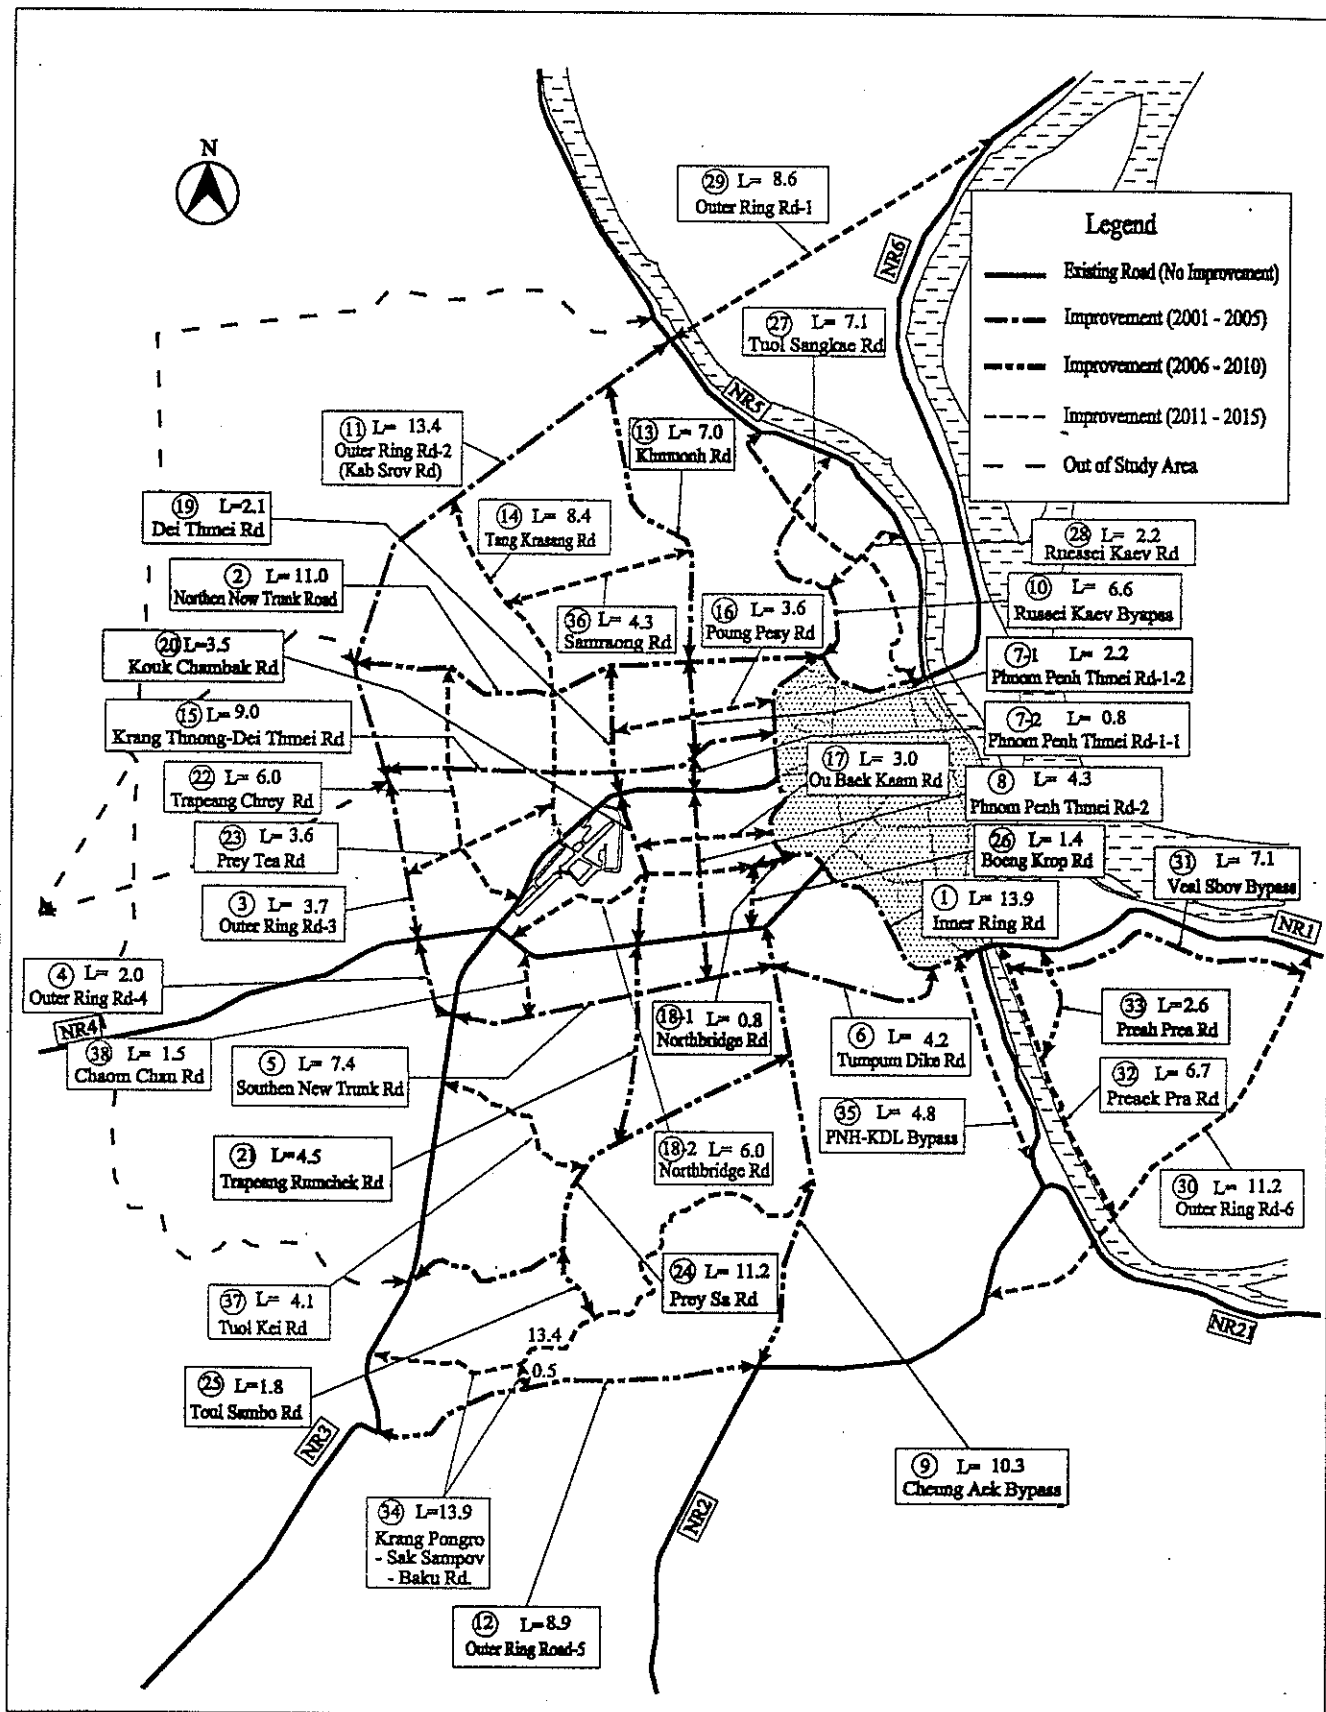 N
29 L= 8.6
Outer Ring Rd-1
NR6
Legend
Existing Road (No Improvement)
Improvement (2001 - 2005)
Improvement (2006 - 2010)
Improvement (2011 - 2015)
Out of Study Area
27 L= 7.1
Tuol Sangkae Rd
NR5
11 L= 13.4
Outer Ring Rd-2
(Kab Srov Rd)
13 L= 7.0
Khmuonh Rd
19 L=2.1
Dei Thmei Rd
14 L= 8.4
Tang Krasang Rd
28 L= 2.2
Ruessei Kaev Rd
2 L= 11.0
Northen New Trunk Road
10 L= 6.6
Russei Kaev Byapss
36 L= 4.3
Samraong Rd
16 L= 3.6
Poung Peay Rd
20 L=3.5
Kouk Chambak Rd
7-1 L= 2.2
Phnom Penh Thmei Rd-1-2
15 L= 9.0
Krang Thnong-Dei Thmei Rd
7-2 L= 0.8
Phnom Penh Thmei Rd-1-1
17 L= 3.0
Ou Baek Kaam Rd
22 L= 6.0
Trapeang Chrey Rd
8 L= 4.3
Phnom Penh Thmei Rd-2
23 L= 3.6
Prey Tea Rd
26 L= 1.4
Boeng Krop Rd
31 L= 7.1
Veal Sbov Bypass
3 L= 3.7
Outer Ring Rd-3
1 L= 13.9
Inner Ring Rd
NR1
4 L= 2.0
Outer Ring Rd-4
NR4
38 L= 1.5
Chaom Chau Rd
5 L= 7.4
Southen New Trunk Rd
18-1 L= 0.8
Northbridge Rd
6 L= 4.2
Tumpum Dike Rd
33 L=2.6
Preah Prea Rd
32 L= 6.7
Preaek Pra Rd
35 L= 4.8
PNH-KDL Bypass
21 L=4.5
Trapeang Rumchek Rd
18-2 L= 6.0
Northbridge Rd
30 L= 11.2
Outer Ring Rd-6
24 L= 11.2
Prey Sa Rd
37 L= 4.1
Tuol Kei Rd
NR21
13.4
0.5
25 L=1.8
Toul Sambo Rd
NR3
9 L= 10.3
Cheung Aek Bypass
34 L=13.9
Krang Pongro
- Sak Sampov
- Baku Rd.
NR2
12 L=8.9
Outer Ring Road-5